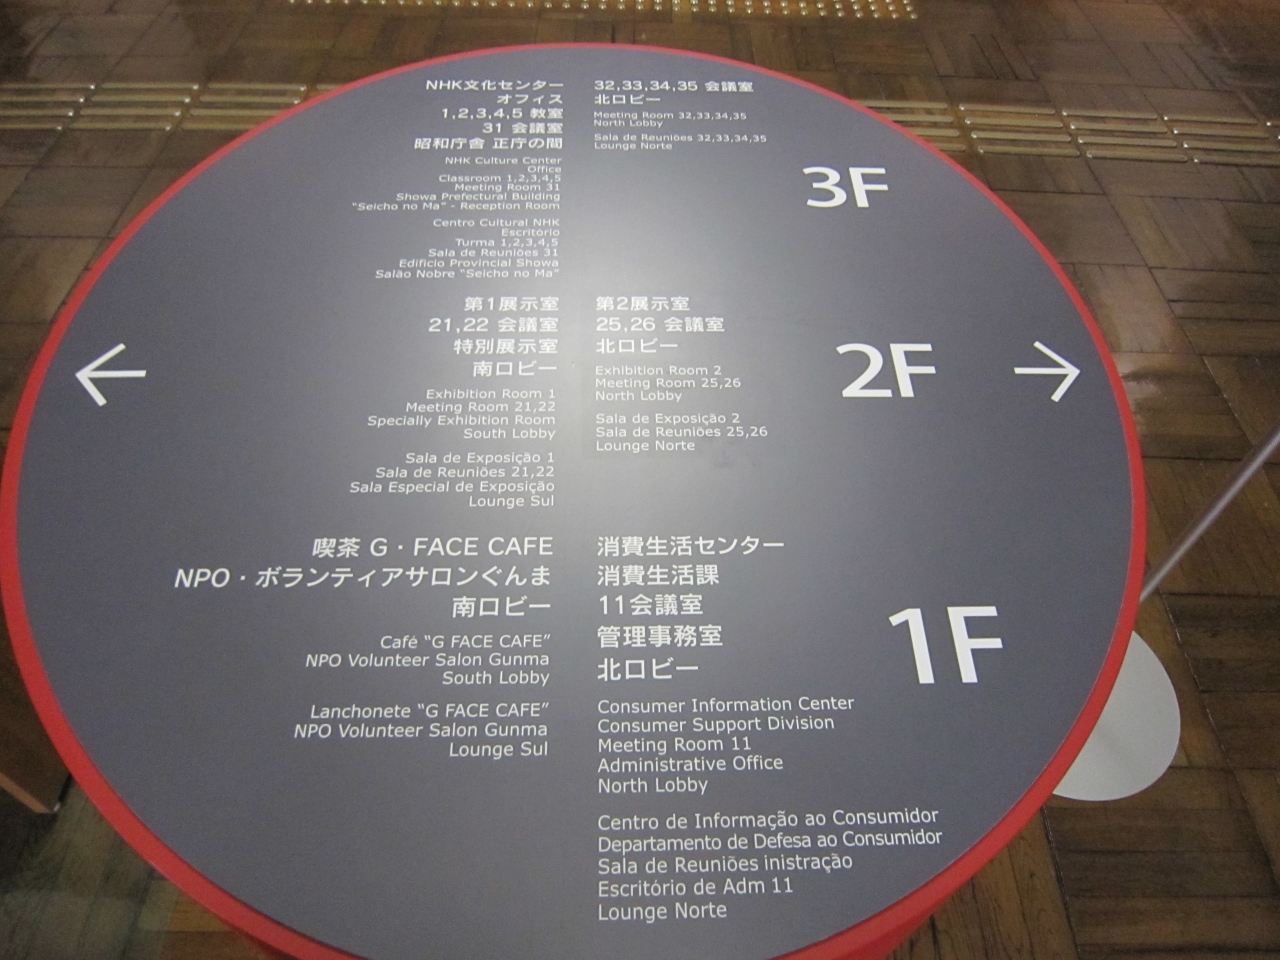 NHK文化センター
オフィス
1,2,3,4,5 教室
31 会議室
昭和庁舎 正庁の間
NHK Culture Center
Office
Classroom 1,2,3,4,5
Meeting Room 31
Showa Prefectural Building
“Seicho no Ma” - Reception Room
Centro Cultural NHK
Escritório
Turma 1,2,3,4,5
Sala de Reuniões 31
Edificio Provincial Showa
Salão Nobre “Seicho no Ma”
32,33,34,35 会議室
北ロビー
Meeting Room 32,33,34,35
North Lobby
Sala de Reuniões 32,33,34,35
Lounge Norte
3F
第1展示室
21,22 会議室
特別展示室
南ロビー
Exhibition Room 1
Meeting Room 21,22
Specially Exhibition Room
South Lobby
Sala de Exposição 1
Sala de Reuniões 21,22
Sala Especial de Exposição
Lounge Sul
第2展示室
25,26 会議室
北ロビー
Exhibition Room 2
Meeting Room 25,26
North Lobby
Sala de Exposição 2
Sala de Reuniões 25,26
Lounge Norte
2F
喫茶 G・FACE CAFE
NPO・ボランティアサロンぐんま
南ロビー
Café “G FACE CAFE”
NPO Volunteer Salon Gunma
South Lobby
Lanchonete “G FACE CAFE”
NPO Volunteer Salon Gunma
Lounge Sul
消費生活センター
消費生活課
11会議室
管理事務室
北ロビー
Consumer Information Center
Consumer Support Division
Meeting Room 11
Administrative Office
North Lobby
Centro de Informação ao Consumidor
Departamento de Defesa ao Consumidor
Sala de Reuniões inistração
Escritório de Adm 11
Lounge Norte
1F